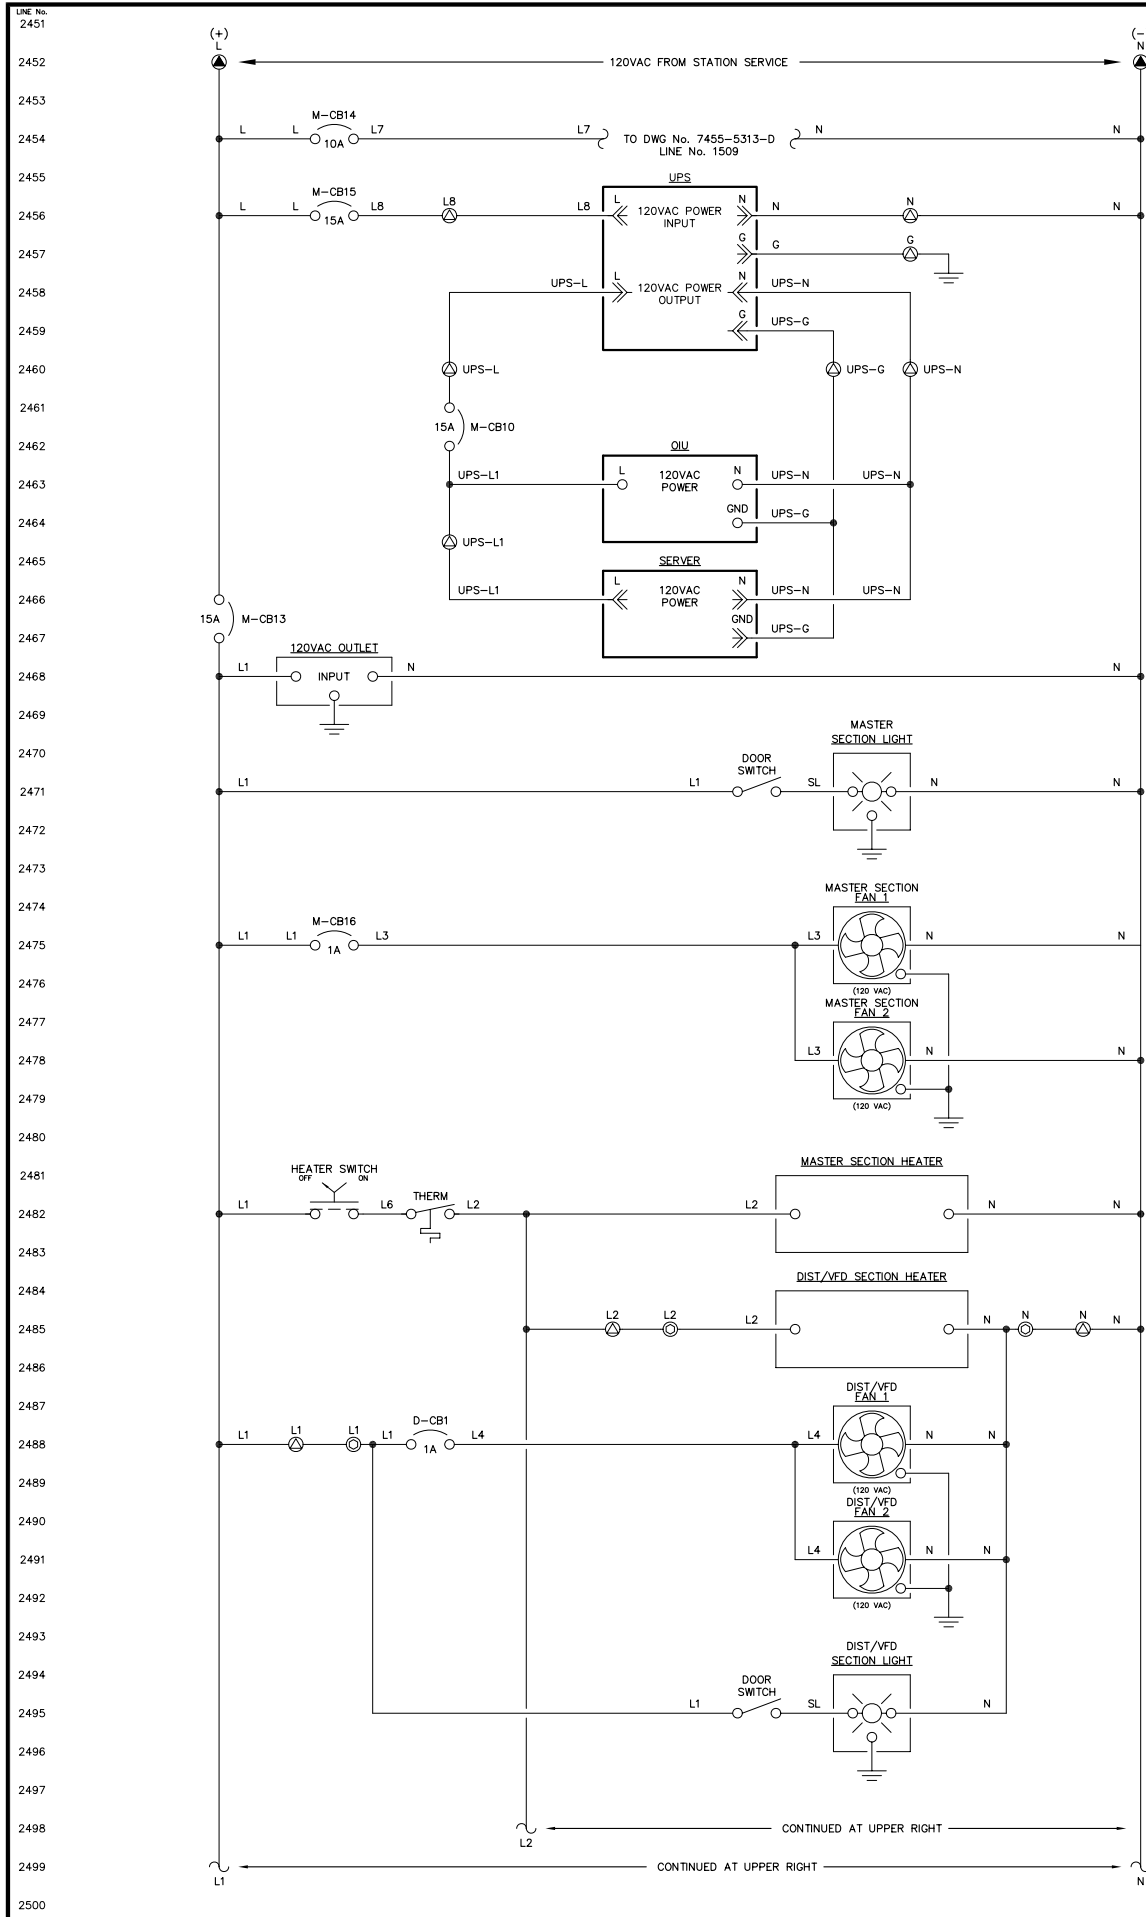 LINE No.
2451
(+) (-
L N
2452 120VAC FROM STATION SERVICE
2453
M-CB14
2454 L L L7 L7 TO DWG No. 7455-5313-D N N
10A LINE No. 1509
2455
UPS
M-CB15 L8 L N N
2456 L L L8 L8 120VAC POWER N N
15A INPUT
G
2457 G
UPS-L L N UPS-N
2458 120VAC POWER
OUTPUT
G UPS-G
2459
2460 UPS-L UPS-G UPS-N
2461
15A M-CB10
2462 OIU
UPS-L1 L N UPS-N UPS-N
2463 120VAC
POWER
GND UPS-G
2464
UPS-L1
2465 SERVER
UPS-L1 L N UPS-N UPS-N
2466 120VAC
POWER
15A M-CB13 GND UPS-G
2467
120VAC OUTLET
L1 N N
2468 INPUT
2469
2470 MASTER
SECTION LIGHT
DOOR
SWITCH
2471 L1 L1 SL N N
2472
2473
2474 MASTER SECTION
FAN 1
M-CB16
2475 L1 L1 L3 L3 N N
1A
2476
(120 VAC)
2477 MASTER SECTION
FAN 2
2478 L3 N N
2479
(120 VAC)
2480
2481 HEATER SWITCH MASTER SECTION HEATER
OFF ON
THERM
2482 L1 L6 L2 L2 N N
2483
2484 DIST/VFD SECTION HEATER
2485 L2 L2 L2 N N N N
2486
2487 DIST/VFD
FAN 1
D-CB1
2488 L1 L1 L1 L1 L4 L4 N N
1A
2489
(120 VAC)
2490 DIST/VFD
FAN 2
2491 L4 N N
2492
(120 VAC)
2493
DIST/VFD
2494 SECTION LIGHT
DOOR
SWITCH
2495 L1 SL N
2496
2497
2498 CONTINUED AT UPPER RIGHT
L2
2499 CONTINUED AT UPPER RIGHT
L1 N
2500